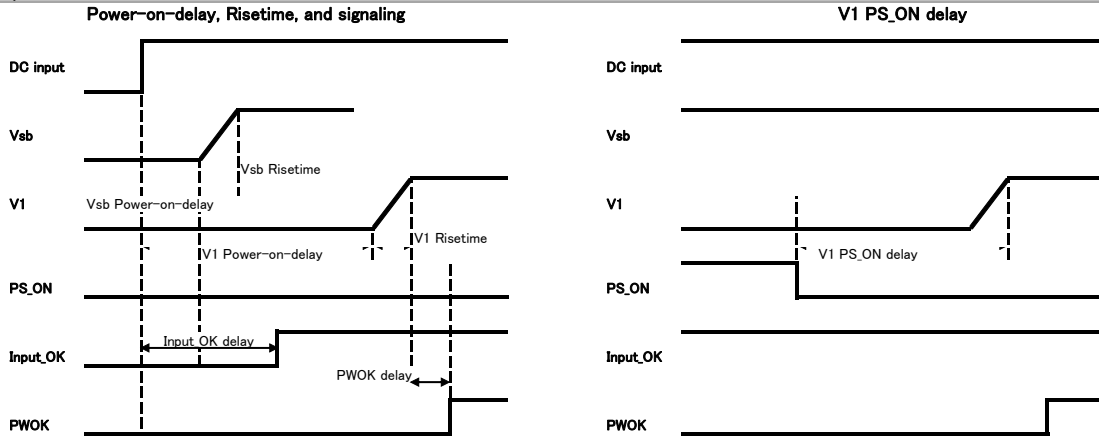 Power-on-delay, Risetime, and signaling
DC input
Vsb
Vsb Risetime
V1
Vsb Power-on-delay
V1 Risetime
V1 Power-on-delay
PS_ON
Input OK delay
Input_OK
PWOK delay
PWOK
V1 PS_ON delay
DC input
Vsb
V1
V1 PS_ON delay
PS_ON
Input_OK
PWOK